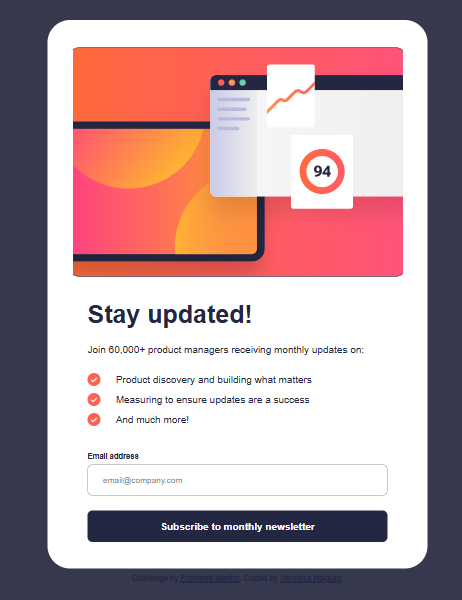 94
Stay updated!
Join 60,000+ product managers receiving monthly updates on:
Product discovery and building what matters
Measuring to ensure updates are a success
And much more!
Email address
email@company.com
Subscribe to monthly newsletter
Challenge by Frontend Mentor. Coded by Veronica Holguin.